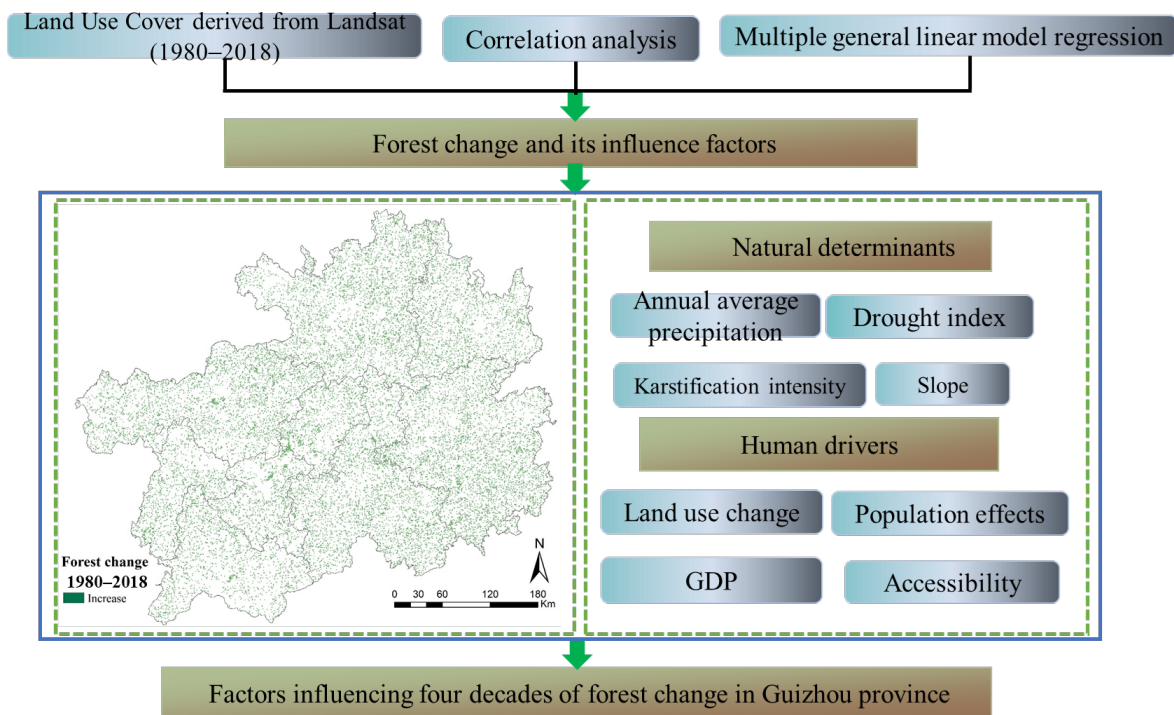 Land Use Cover derived from Landsat
(1980–2018)
Correlation analysis
Multiple general linear model regression
Forest change and its influence factors
Forest change
1980–2018
Increase
N
0 30 60 120 180
Km
Natural determinants
Annual average
precipitation
Drought index
Karstification intensity
Slope
Human drivers
Land use change
Population effects
GDP
Accessibility
Factors influencing four decades of forest change in Guizhou province